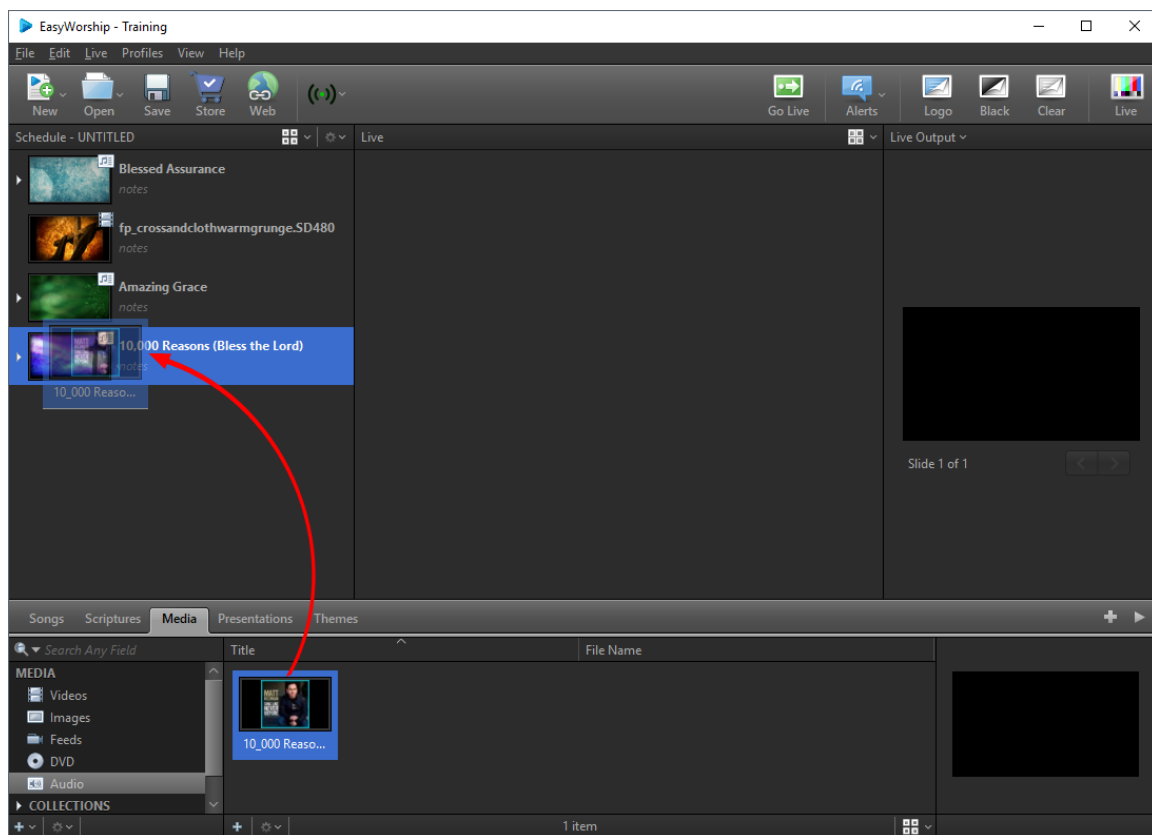 EasyWorship - Training
File Edit Live Profiles View Help
New Open Save Store Web Go Live Alerts Logo Black Clear Live
Schedule - UNTITLED Live Live Output
Blessed Assurance
notes
fp_crossandclothwarmgrunge.SD480
notes
Amazing Grace
notes
10,000 Reasons (Bless the Lord)
notes
10_000 Reaso...
Slide 1 of 1
Songs Scriptures Media Presentations Themes
Search Any Field Title File Name
MEDIA
Videos
Images
Feeds
DVD
Audio
COLLECTIONS
MATT
10_000 Reaso...
1 item